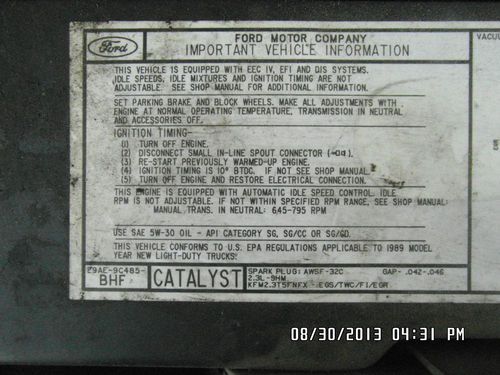 Ford
FORD MOTOR COMPANY
IMPORTANT VEHICLE INFORMATION
VACUU
THIS VEHICLE IS EQUIPPED WITH EEC IV, EFI AND DIS SYSTEMS.
IDLE SPEEDS, IDLE MIXTURES AND IGNITION TIMING ARE NOT
ADJUSTABLE. SEE SHOP MANUAL FOR ADDITIONAL INFORMATION.
SET PARKING BRAKE AND BLOCK WHEELS. MAKE ALL ADJUSTMENTS WITH
ENGINE AT NORMAL OPERATING TEMPERATURE, TRANSMISSION IN NEUTRAL
AND ACCESSORIES OFF.
IGNITION TIMING-
(1) TURN OFF ENGINE.
(2) DISCONNECT SMALL IN-LINE SPOUT CONNECTOR
(3) RE-START PREVIOUSLY WARMED-UP ENGINE.
(4) IGNITION TIMING IS 10° BTDC. IF NOT SEE SHOP MANUAL.
(5) TURN OFF ENGINE AND RESTORE ELECTRICAL CONNECTION.
THIS ENGINE IS EQUIPPED WITH AUTOMATIC IDLE SPEED CONTROL. IDLE
RPM IS NOT ADJUSTABLE. IF NOT WITHIN SPECIFIED RPM RANGE, SEE SHOP MANUAL
MANUAL TRANS. IN NEUTRAL: 645-795 RPM
USE SAE 5W-30 OIL - API CATEGORY SG, SG/CC OR SG/CD.
THIS VEHICLE CONFORMS TO U.S. EPA REGULATIONS APPLICABLE TO 1989 MODEL
YEAR NEW LIGHT-DUTY TRUCKS.
E9AE-9C485-
BHF
CATALYST
SPARK PLUG: AWSF-32C GAP- .042-.046
2.3L-9HM
KFM2.3T5FNFX - EGS/TWC/FI/EGR
08/30/2013 04:31 PM